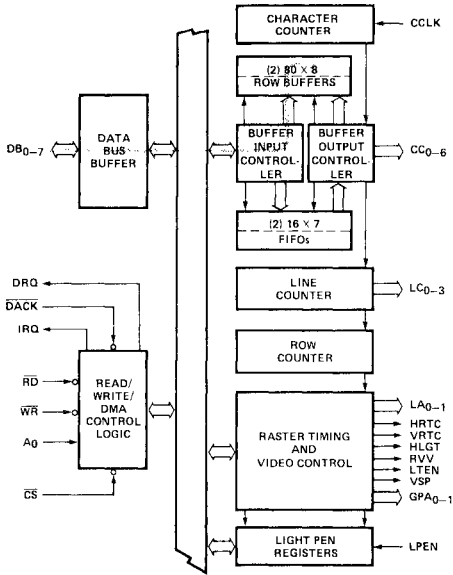 CHARACTER
COUNTER
CCLK
(2) 80 X 8
ROW BUFFERS
DATA
BUS
BUFFER
DB0–7
BUFFER
INPUT
CONTROL-
LER
BUFFER
OUTPUT
CONTROL-
LER
CC0–6
(2) 16 X 7
FIFOs
LINE
COUNTER
LC0–3
ROW
COUNTER
DRQ
DACK
IRQ
RD
WR
A0
CS
READ/
WRITE/
DMA
CONTROL
LOGIC
RASTER TIMING
AND
VIDEO CONTROL
LA0–1
HRTC
VRTC
HLGT
RVV
LTEN
VSP
GPA0–1
LIGHT PEN
REGISTERS
LPEN